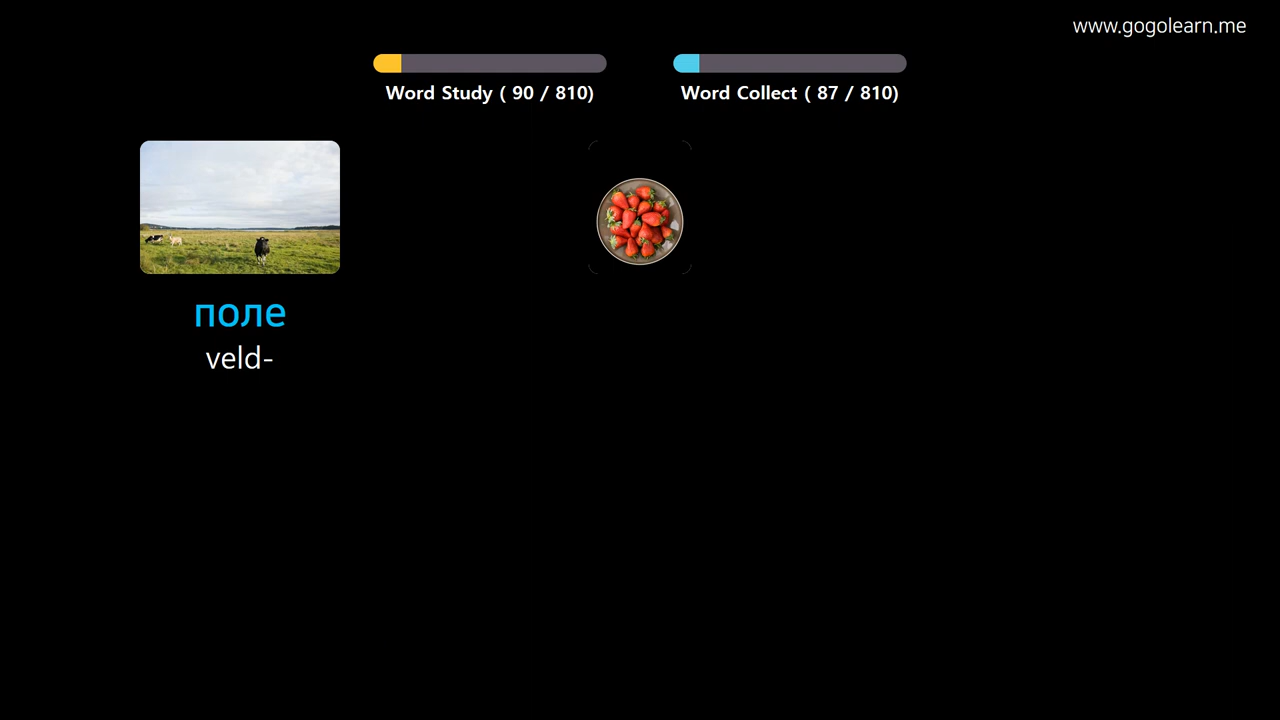 www.gogolearn.me
Word Study ( 90 / 810)
Word Collect ( 87 / 810)
поле
veld-